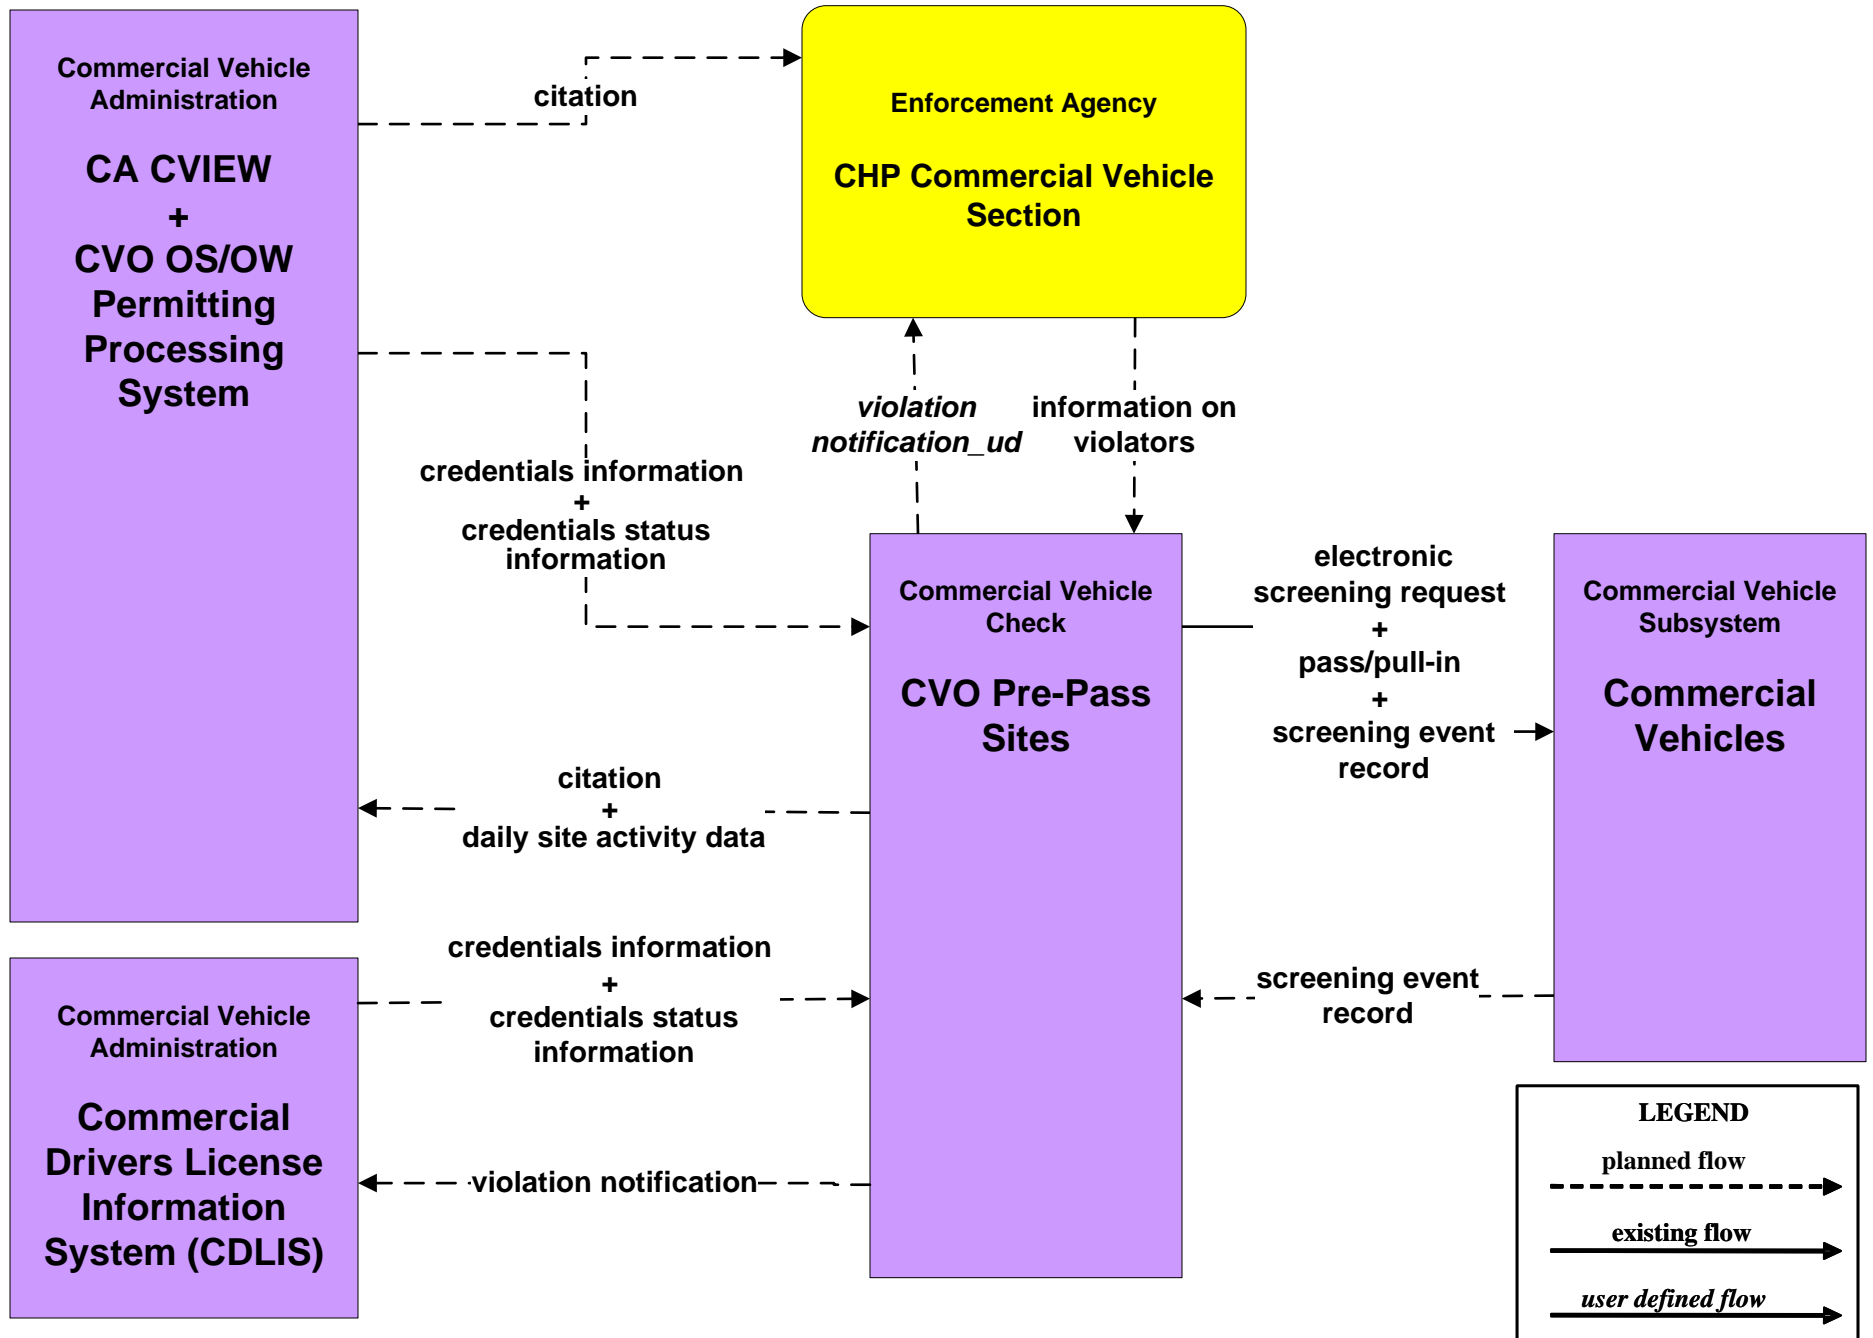 Commercial Vehicle
Administration
CA CVIEW
+
CVO OS/OW
Permitting
Processing
System
citation
Enforcement Agency
CHP Commercial Vehicle
Section
violation
notification_ud
information on
violators
credentials information
+
credentials status
information
Commercial Vehicle
Check
CVO Pre-Pass
Sites
electronic
screening request
+
pass/pull-in
+
screening event
record
Commercial Vehicle
Subsystem
Commercial
Vehicles
citation
+
daily site activity data
Commercial Vehicle
Administration
Commercial
Drivers License
Information
System (CDLIS)
credentials information
+
credentials status
information
screening event
record
violation notification
LEGEND
planned flow
existing flow
user defined flow